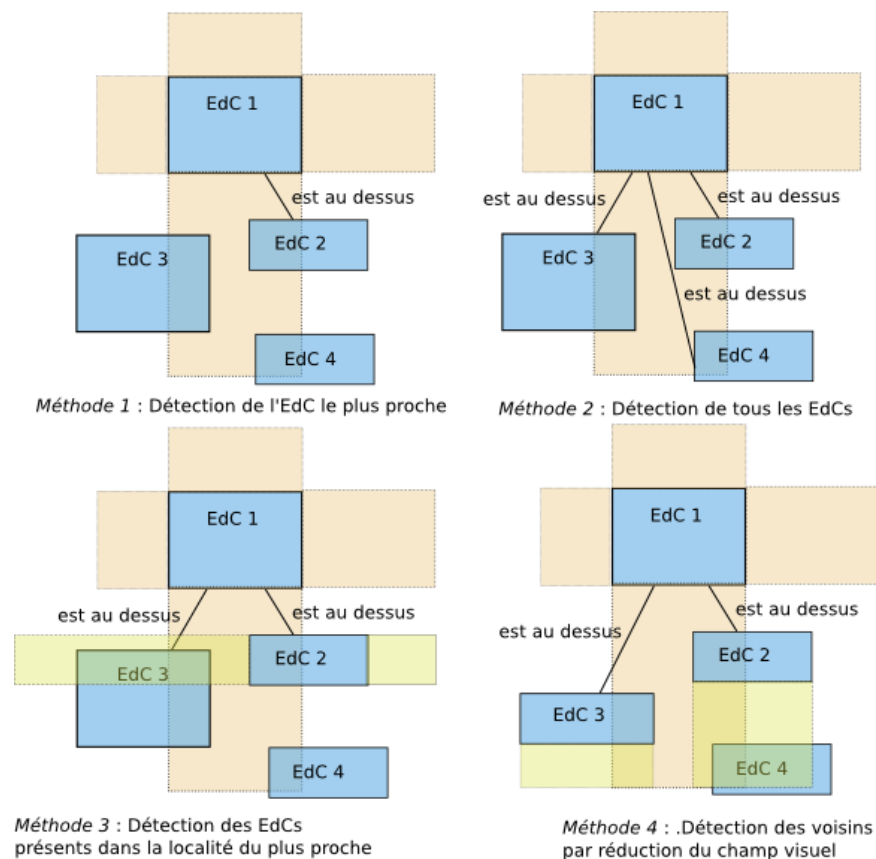 EdC 1
est au dessus
EdC 2
EdC 3
EdC 4
Méthode 1 : Détection de l'EdC le plus proche
EdC 1
est au dessus
est au dessus
EdC 2
EdC 3
est au dessus
EdC 4
Méthode 2 : Détection de tous les EdCs
EdC 1
est au dessus
est au dessus
EdC 2
EdC 3
EdC 4
Méthode 3 : Détection des EdCs
présents dans la localité du plus proche
EdC 1
est au dessus
est au dessus
EdC 2
EdC 3
EdC 4
Méthode 4 : .Détection des voisins
par réduction du champ visuel